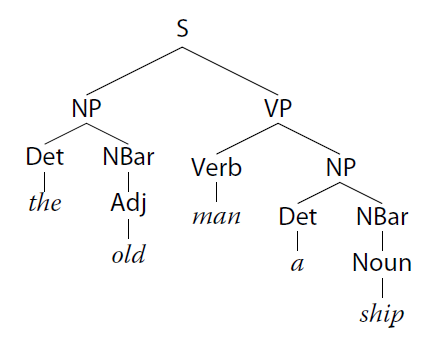 S
NP VP
Det NBar Verb NP
the Adj man Det NBar
old a Noun
ship